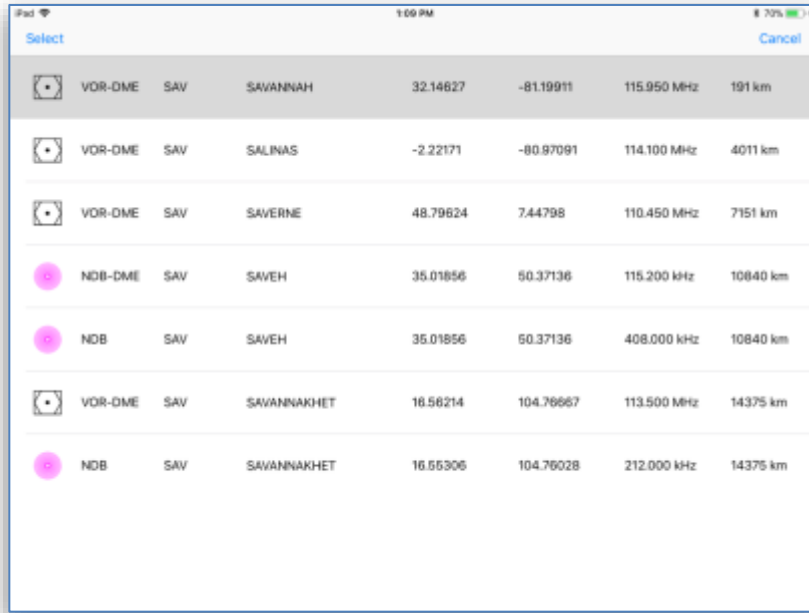 iPad 1:09 PM 70%
Select Cancel
VOR-DME SAV SAVANNAH 32.14627 -81.19911 115.950 MHz 191 km
VOR-DME SAV SALINAS -2.22171 -80.97091 114.100 MHz 4011 km
VOR-DME SAV SAVERNE 48.79624 7.44798 110.450 MHz 7151 km
NDB-DME SAV SAVEH 35.01856 50.37136 115.200 kHz 10840 km
NDB SAV SAVEH 35.01856 50.37136 408.000 kHz 10840 km
VOR-DME SAV SAVANNAKHET 16.56214 104.76667 113.500 MHz 14375 km
NDB SAV SAVANNAKHET 16.55306 104.76028 212.000 kHz 14375 km